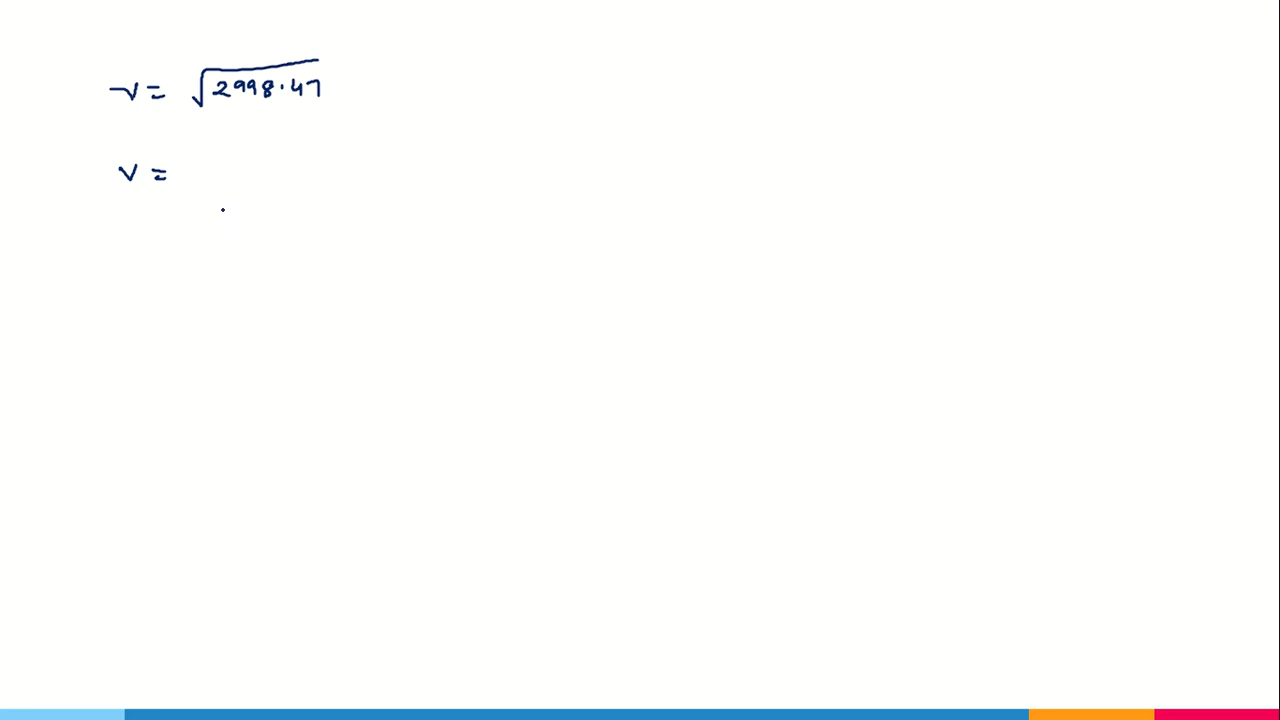 v = √2998.47
v =